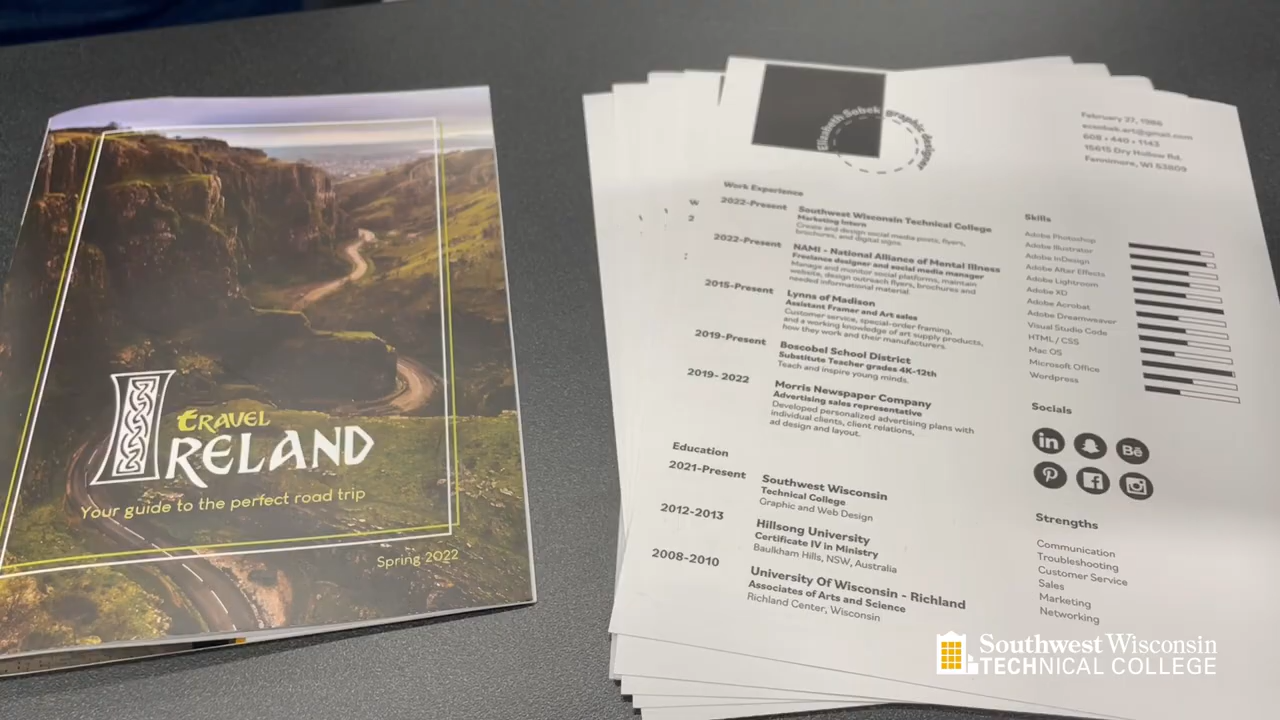 TRAVEL
IRELAND
Your guide to the perfect road trip
Spring 2022
Elizabeth Sobek graphic designer
February 27, 1986
ezsobek.art@gmail.com
608 • 440 • 1143
15615 Dry Hollow Rd.
Fennimore, WI 53809
Work Experience
2022-Present
Southwest Wisconsin Technical College
Marketing Intern
Create and design social media posts, flyers,
brochures, and digital signs.
2022-Present
NAMI - National Alliance of Mental Illness
Freelance designer and social media manager
Manage and monitor social platforms, maintain
website, design outreach flyers, brochures and
needed informational material.
2015-Present
Lynns of Madison
Assistant Framer and Art sales
Customer service, special-order framing,
and a working knowledge of art supply products,
how they work and their manufacturers.
2019-Present
Boscobel School District
Substitute Teacher grades 4K-12th
Teach and inspire young minds.
2019- 2022
Morris Newspaper Company
Advertising sales representative
Developed personalized advertising plans with
individual clients, client relations,
ad design and layout.
Education
2021-Present
Southwest Wisconsin
Technical College
Graphic and Web Design
2012-2013
Hillsong University
Certificate IV in Ministry
Baulkham Hills, NSW, Australia
2008-2010
University Of Wisconsin - Richland
Associates of Arts and Science
Richland Center, Wisconsin
Skills
Adobe Photoshop
Adobe Illustrator
Adobe InDesign
Adobe After Effects
Adobe Lightroom
Adobe XD
Adobe Acrobat
Adobe Dreamweaver
Visual Studio Code
HTML / CSS
Mac OS
Microsoft Office
Wordpress
Socials
in
Bē
Strengths
Communication
Troubleshooting
Customer Service
Sales
Marketing
Networking
Southwest Wisconsin
TECHNICAL COLLEGE